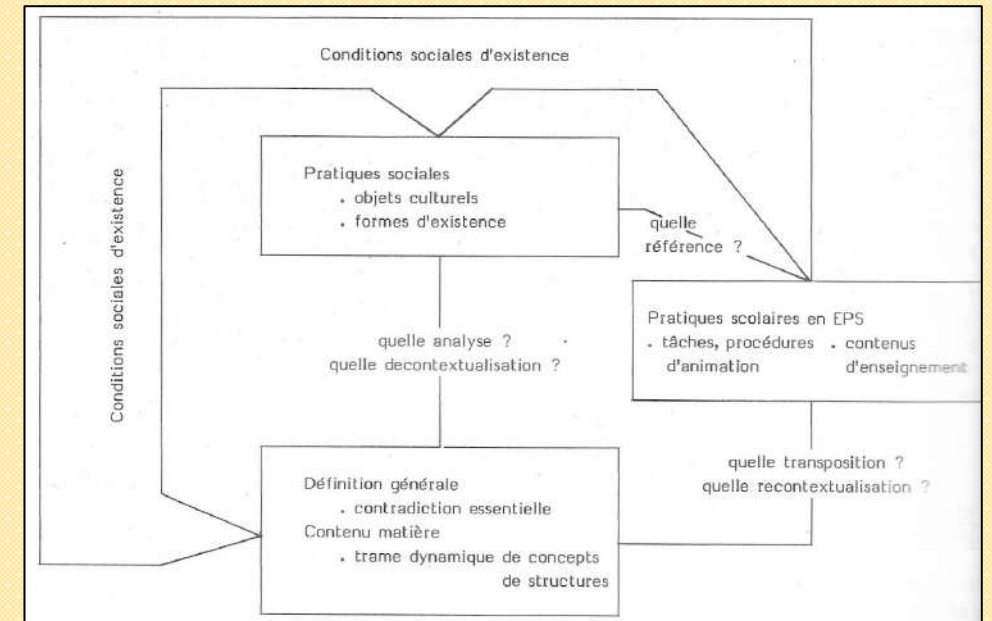 Conditions sociales d'existence
Conditions sociales d'existence
Pratiques sociales
. objets culturels
. formes d'existence
quelle
référence ?
Pratiques scolaires en EPS
. tâches, procédures . contenus
d'animation d'enseignement
quelle analyse ?
quelle decontextualisation ?
Définition générale
. contradiction essentielle
Contenu matière
. trame dynamique de concepts
de structures
quelle transposition ?
quelle recontextualisation ?